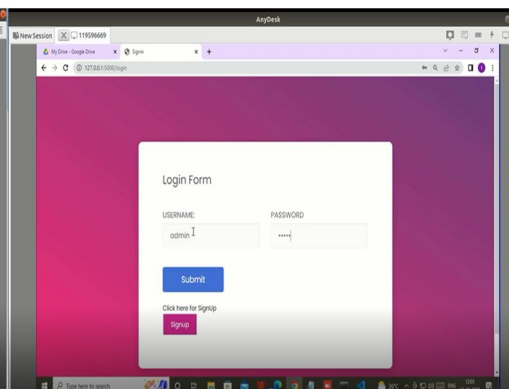 AnyDesk
New Session
119596669
My Drive - Google Drive
Signin
127.0.0.1:5000/login
Login Form
USERNAME:
PASSWORD
admin
•••••
Submit
Click here for SignUp
Signup
Type here to search
ENG